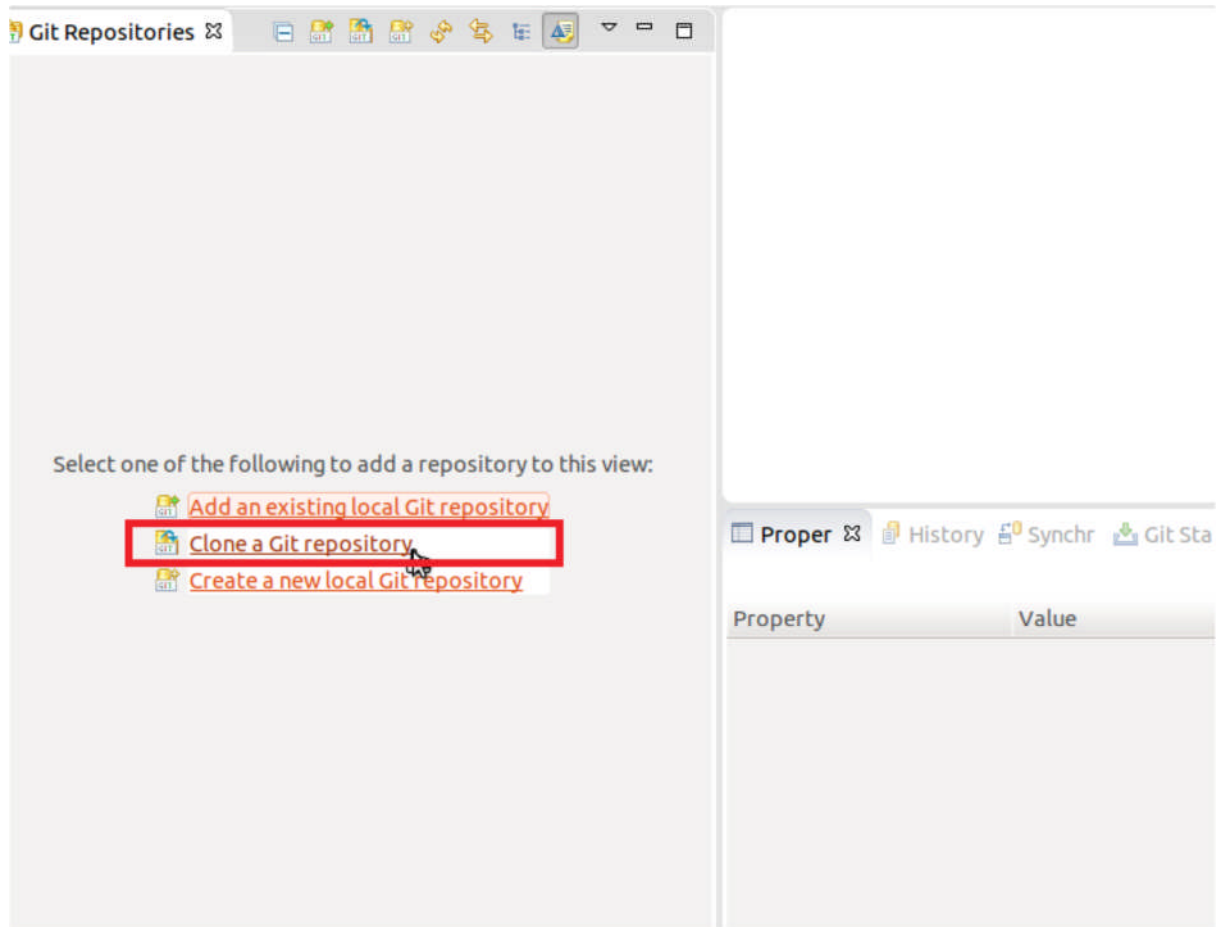 Git Repositories
Select one of the following to add a repository to this view:
Add an existing local Git repository
Clone a Git repository
Create a new local Git repository
Proper History Synchr Git Sta
Property Value